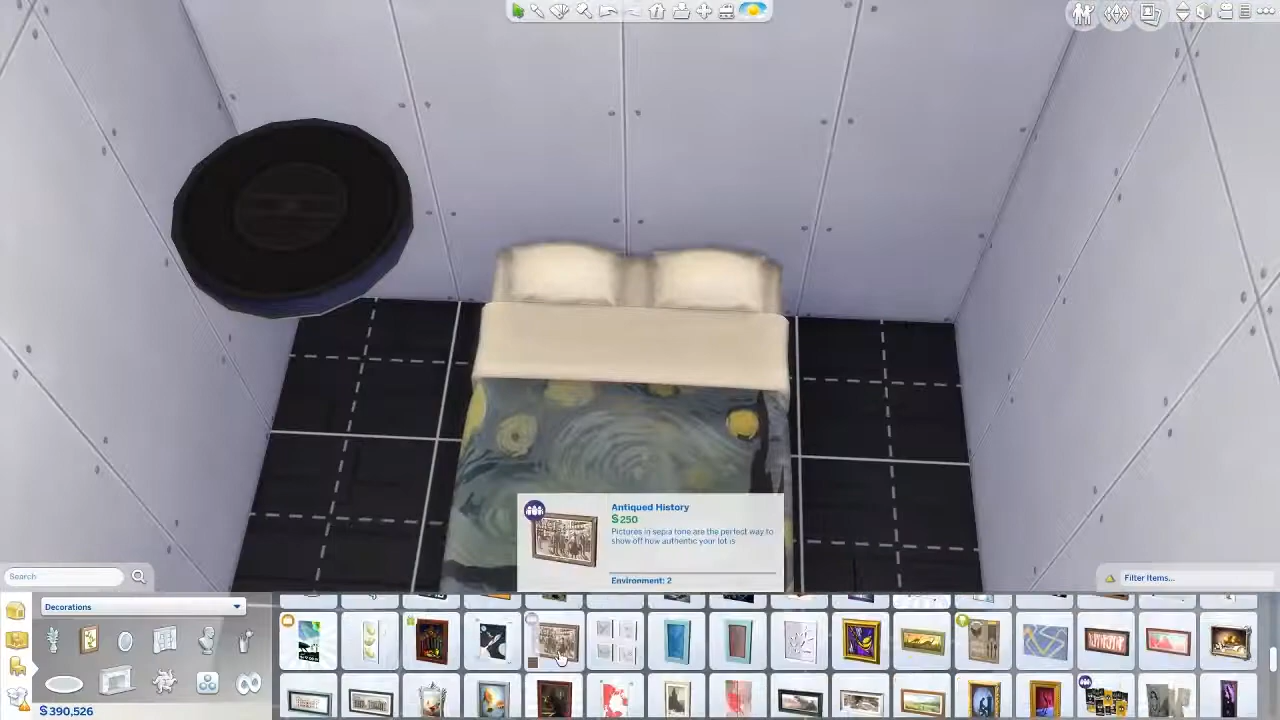 Antiqued History
$250
Pictures in sepia tone are the perfect way to
show off how authentic your lot is
Environment: 2
Search
Filter Items...
Decorations
$390,526